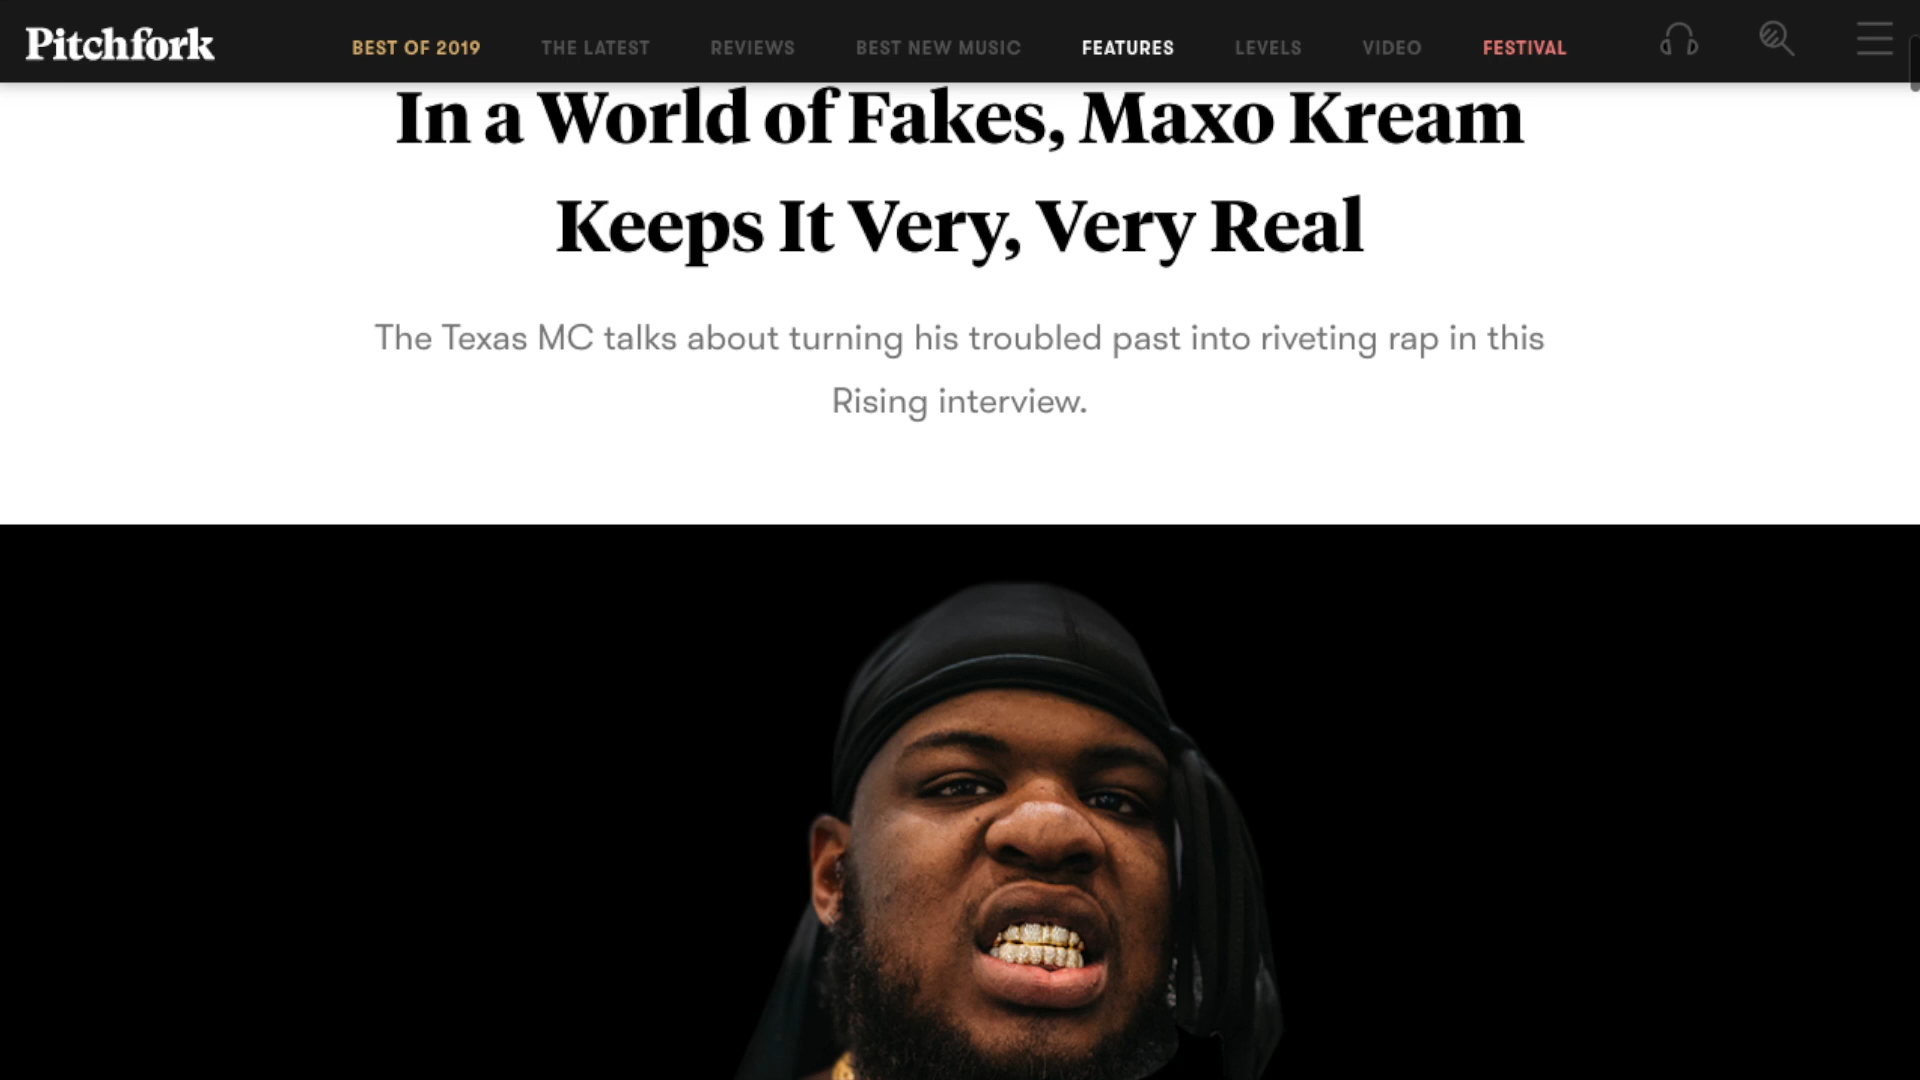 Pitchfork
BEST OF 2019 THE LATEST REVIEWS BEST NEW MUSIC FEATURES LEVELS VIDEO FESTIVAL
In a World of Fakes, Maxo Kream
Keeps It Very, Very Real
The Texas MC talks about turning his troubled past into riveting rap in this
Rising interview.